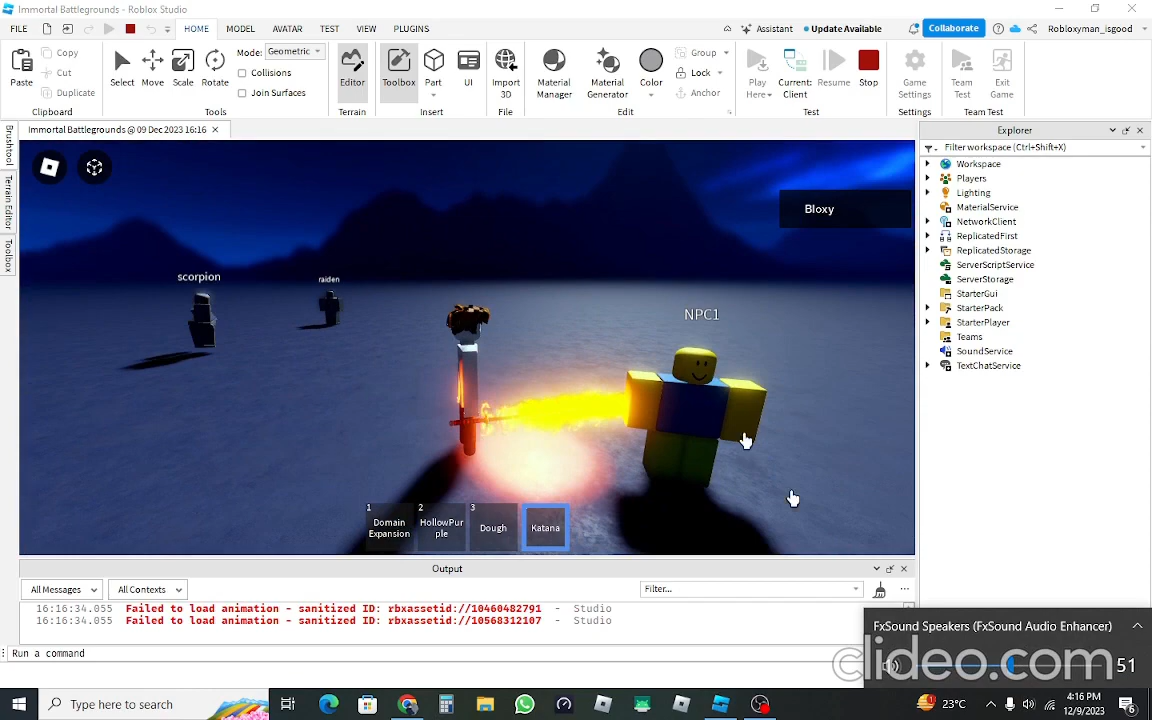 Immortal Battlegrounds - Roblox Studio
FILE HOME MODEL AVATAR TEST VIEW PLUGINS Assistant Update Available Collaborate Robloxyman_isgood
Paste Copy Cut Duplicate Select Move Scale Rotate Mode: Geometric Collisions Join Surfaces Editor Toolbox Part UI Import 3D Material Manager Material Generator Color Group Lock Anchor Play Here Current: Client Resume Stop Game Settings Team Test Exit Game
Clipboard Tools Terrain Insert File Edit Test Settings Team Test
Immortal Battlegrounds @ 09 Dec 2023 16:16
Brushtool
Terrain Editor
Toolbox
Explorer
Filter workspace (Ctrl+Shift+X)
Workspace
Players
Lighting
MaterialService
NetworkClient
ReplicatedFirst
ReplicatedStorage
ServerScriptService
ServerStorage
StarterGui
StarterPack
StarterPlayer
Teams
SoundService
TextChatService
Bloxy
scorpion
raiden
NPC1
1 2 3
Domain Expansion
HollowPurple
Dough
Katana
Output
All Messages All Contexts Filter...
16:16:34.055 Failed to load animation - sanitized ID: rbxassetid://10460482791 - Studio
16:16:34.055 Failed to load animation - sanitized ID: rbxassetid://10568312107 - Studio
Run a command
FxSound Speakers (FxSound Audio Enhancer)
51
clideo.com
Type here to search
23°C
4:16 PM
12/9/2023
6